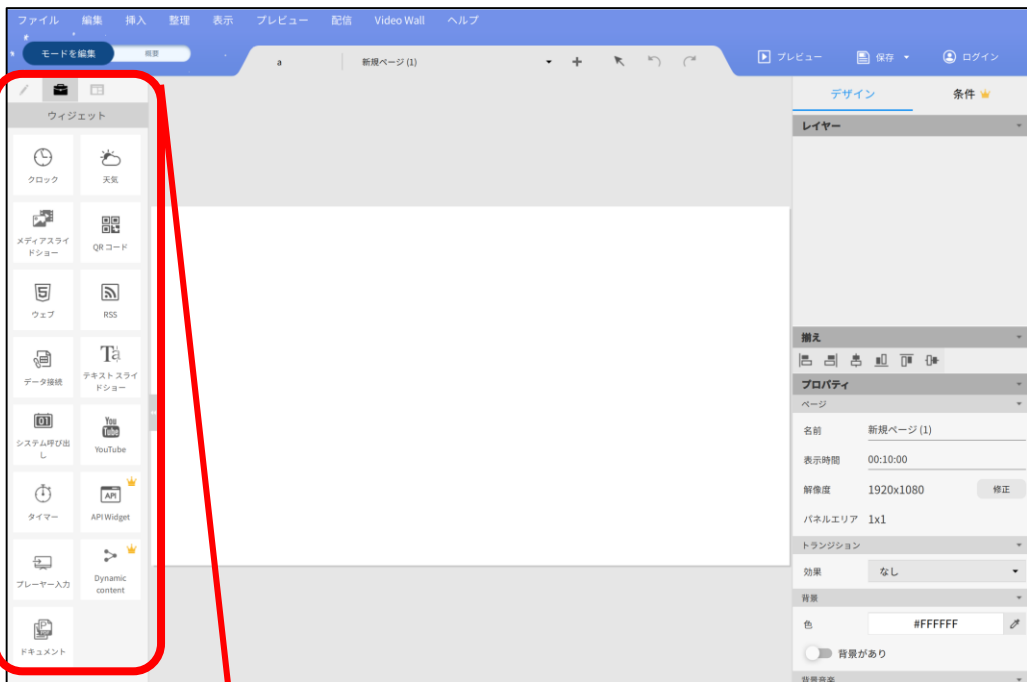 ファイル 編集 挿入 整理 表示 プレビュー 配信 Video Wall ヘルプ
モードを編集 概要
a 新規ページ (1)
プレビュー 保存 ログイン
デザイン 条件
ウィジェット
レイヤー
クロック 天気
メディアスライ
ドショー
QR コード
5
ウェブ RSS
データ接続
Ta
テキスト スライ
ドショー
01
システム呼び出
し
You
Tube
YouTube
タイマー
API
API Widget
プレーヤー入力
Dynamic
content
P
ドキュメント
揃え
プロパティ
ページ
名前 新規ページ (1)
表示時間 00:10:00
解像度 1920x1080 修正
パネルエリア 1x1
トランジション
効果 なし
背景
色 #FFFFFF
背景があり
背景音楽